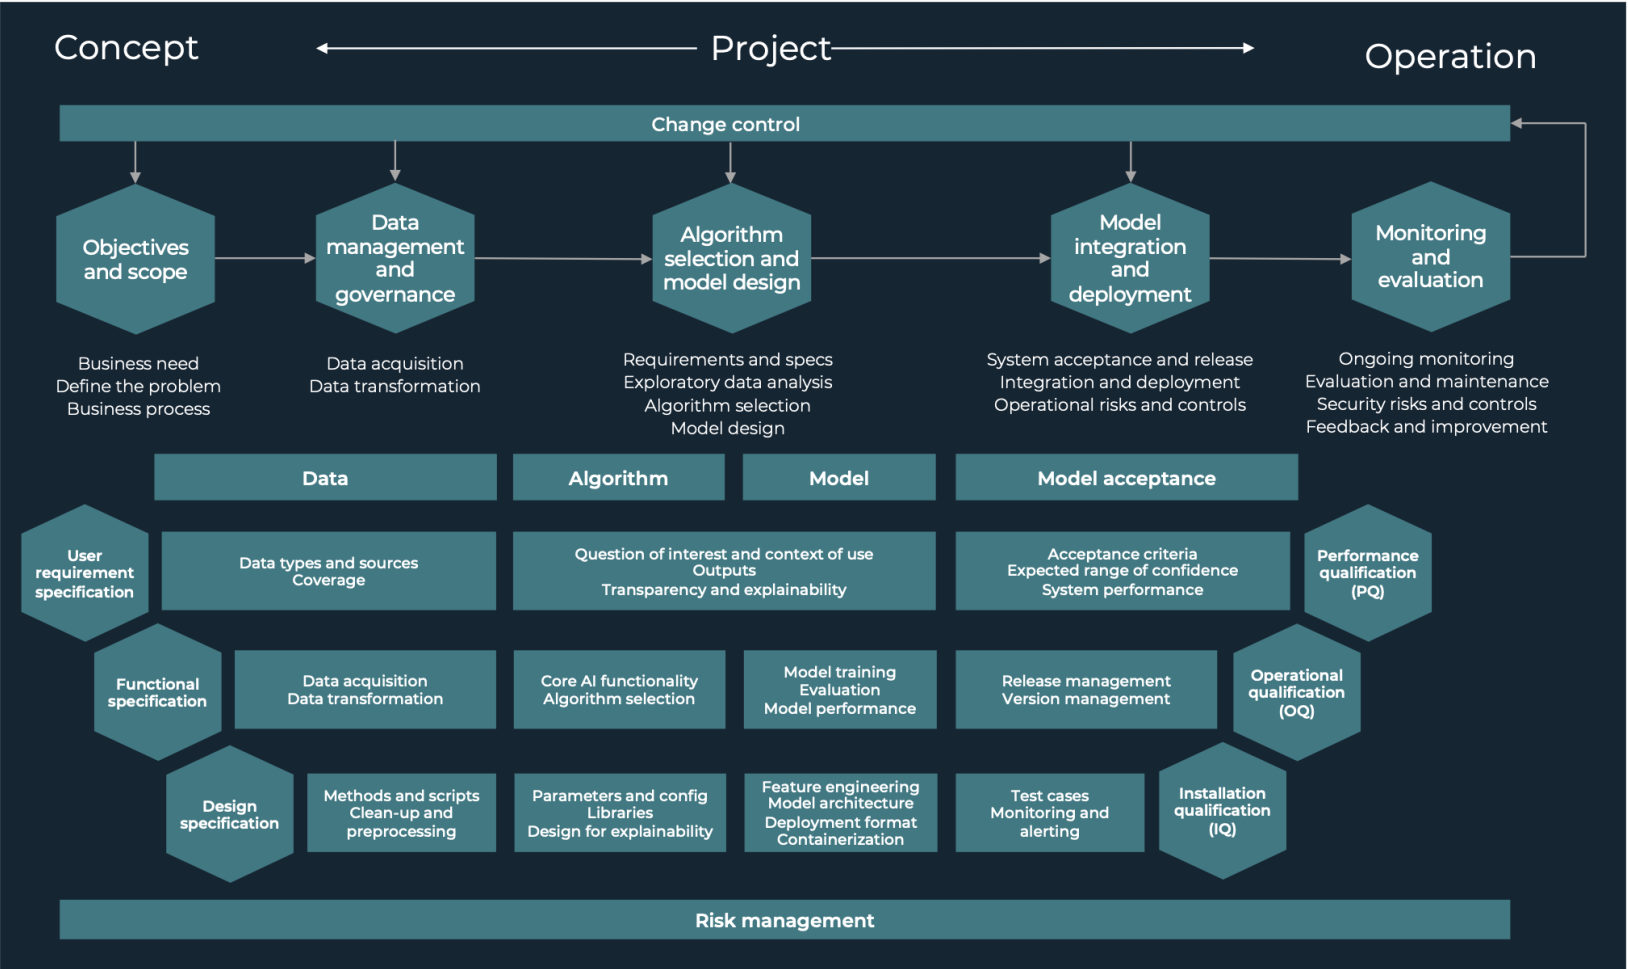 Concept
Project
Operation
Change control
Objectives
and scope
Data
management
and
governance
Algorithm
selection and
model design
Model
integration
and
deployment
Monitoring
and
evaluation
Business need
Define the problem
Business process
Data acquisition
Data transformation
Requirements and specs
Exploratory data analysis
Algorithm selection
Model design
System acceptance and release
Integration and deployment
Operational risks and controls
Ongoing monitoring
Evaluation and maintenance
Security risks and controls
Feedback and improvement
Data
Algorithm
Model
Model acceptance
User
requirement
specification
Data types and sources
Coverage
Question of interest and context of use
Outputs
Transparency and explainability
Acceptance criteria
Expected range of confidence
System performance
Performance
qualification
(PQ)
Functional
specification
Data acquisition
Data transformation
Core AI functionality
Algorithm selection
Model training
Evaluation
Model performance
Release management
Version management
Operational
qualification
(OQ)
Design
specification
Methods and scripts
Clean-up and
preprocessing
Parameters and config
Libraries
Design for explainability
Feature engineering
Model architecture
Deployment format
Containerization
Test cases
Monitoring and
alerting
Installation
qualification
(IQ)
Risk management